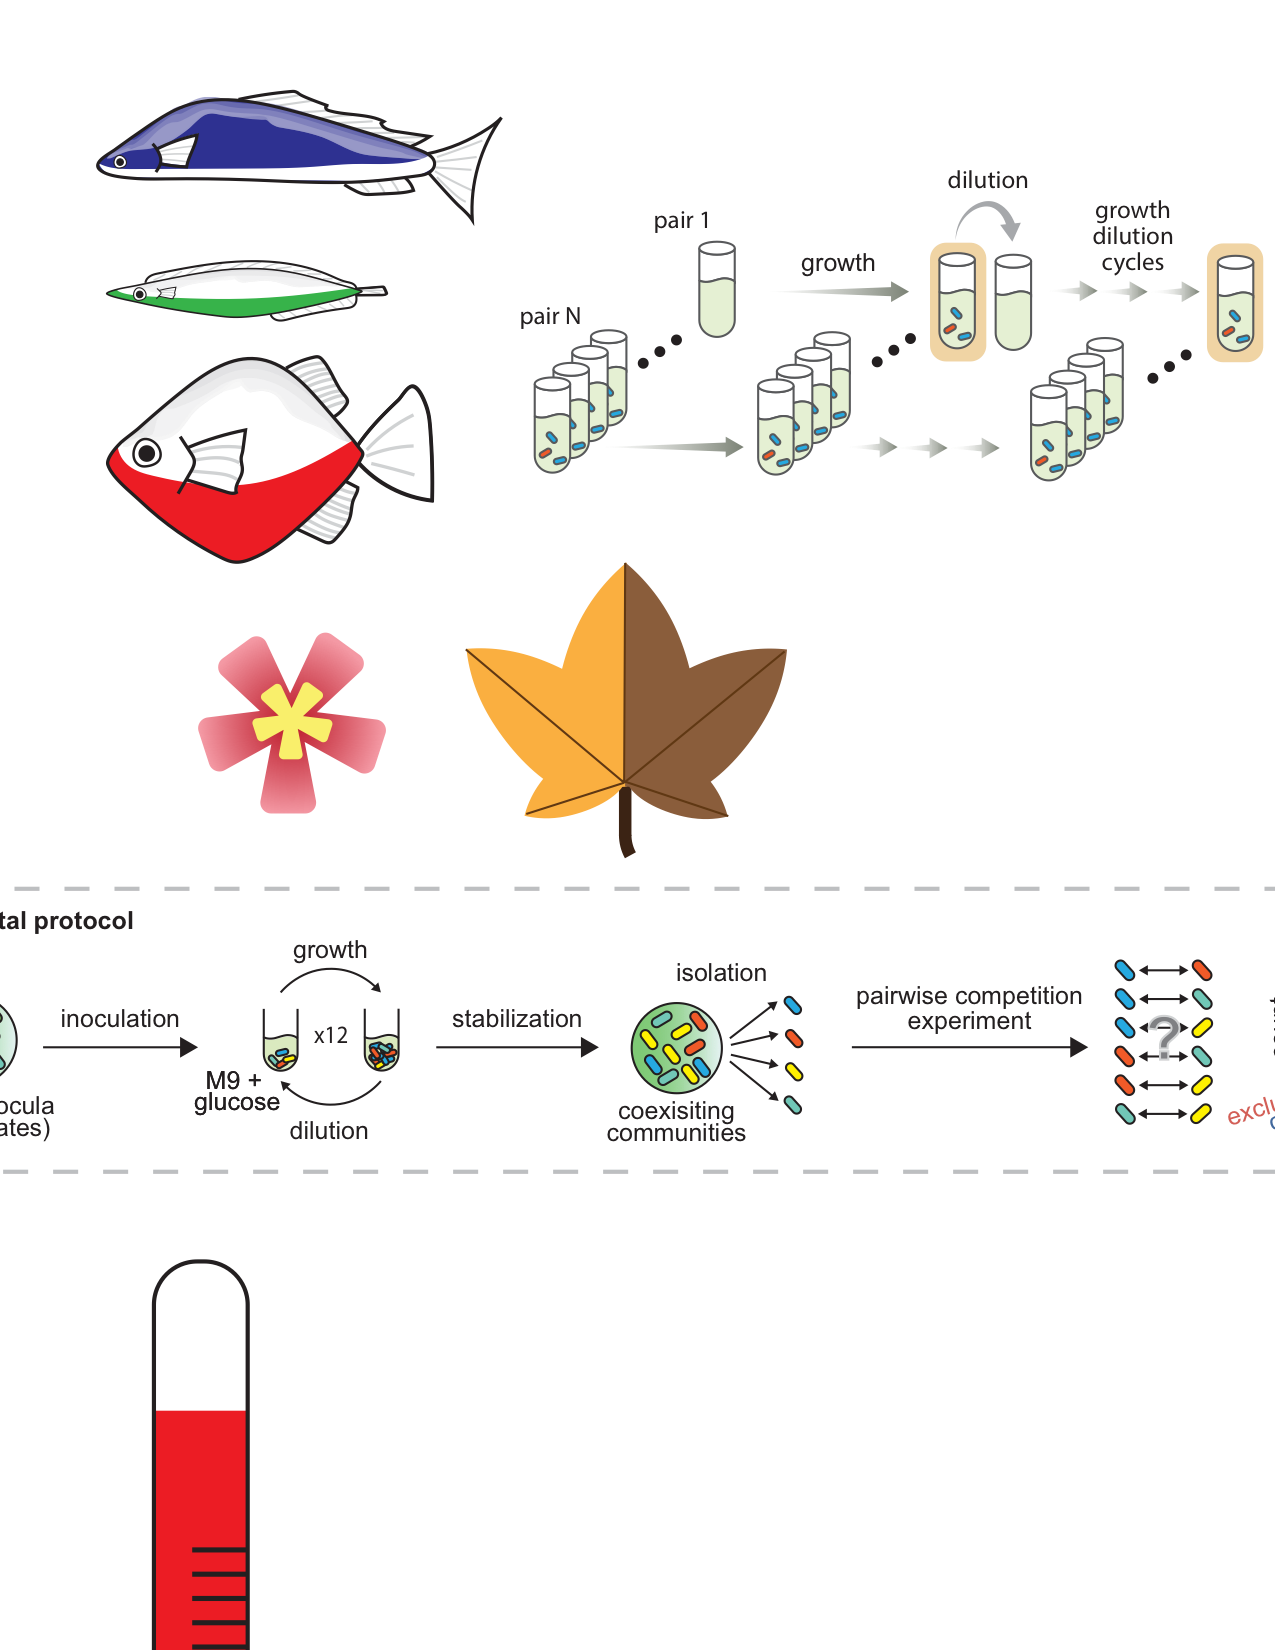 dilution
pair 1
growth
dilution
cycles
growth
pair N
tal protocol
growth
isolation
inoculation
x12
stabilization
pairwise competition
experiment
?
M9 +
glucose
dilution
ocula
ates)
coexisiting
communities
exclu